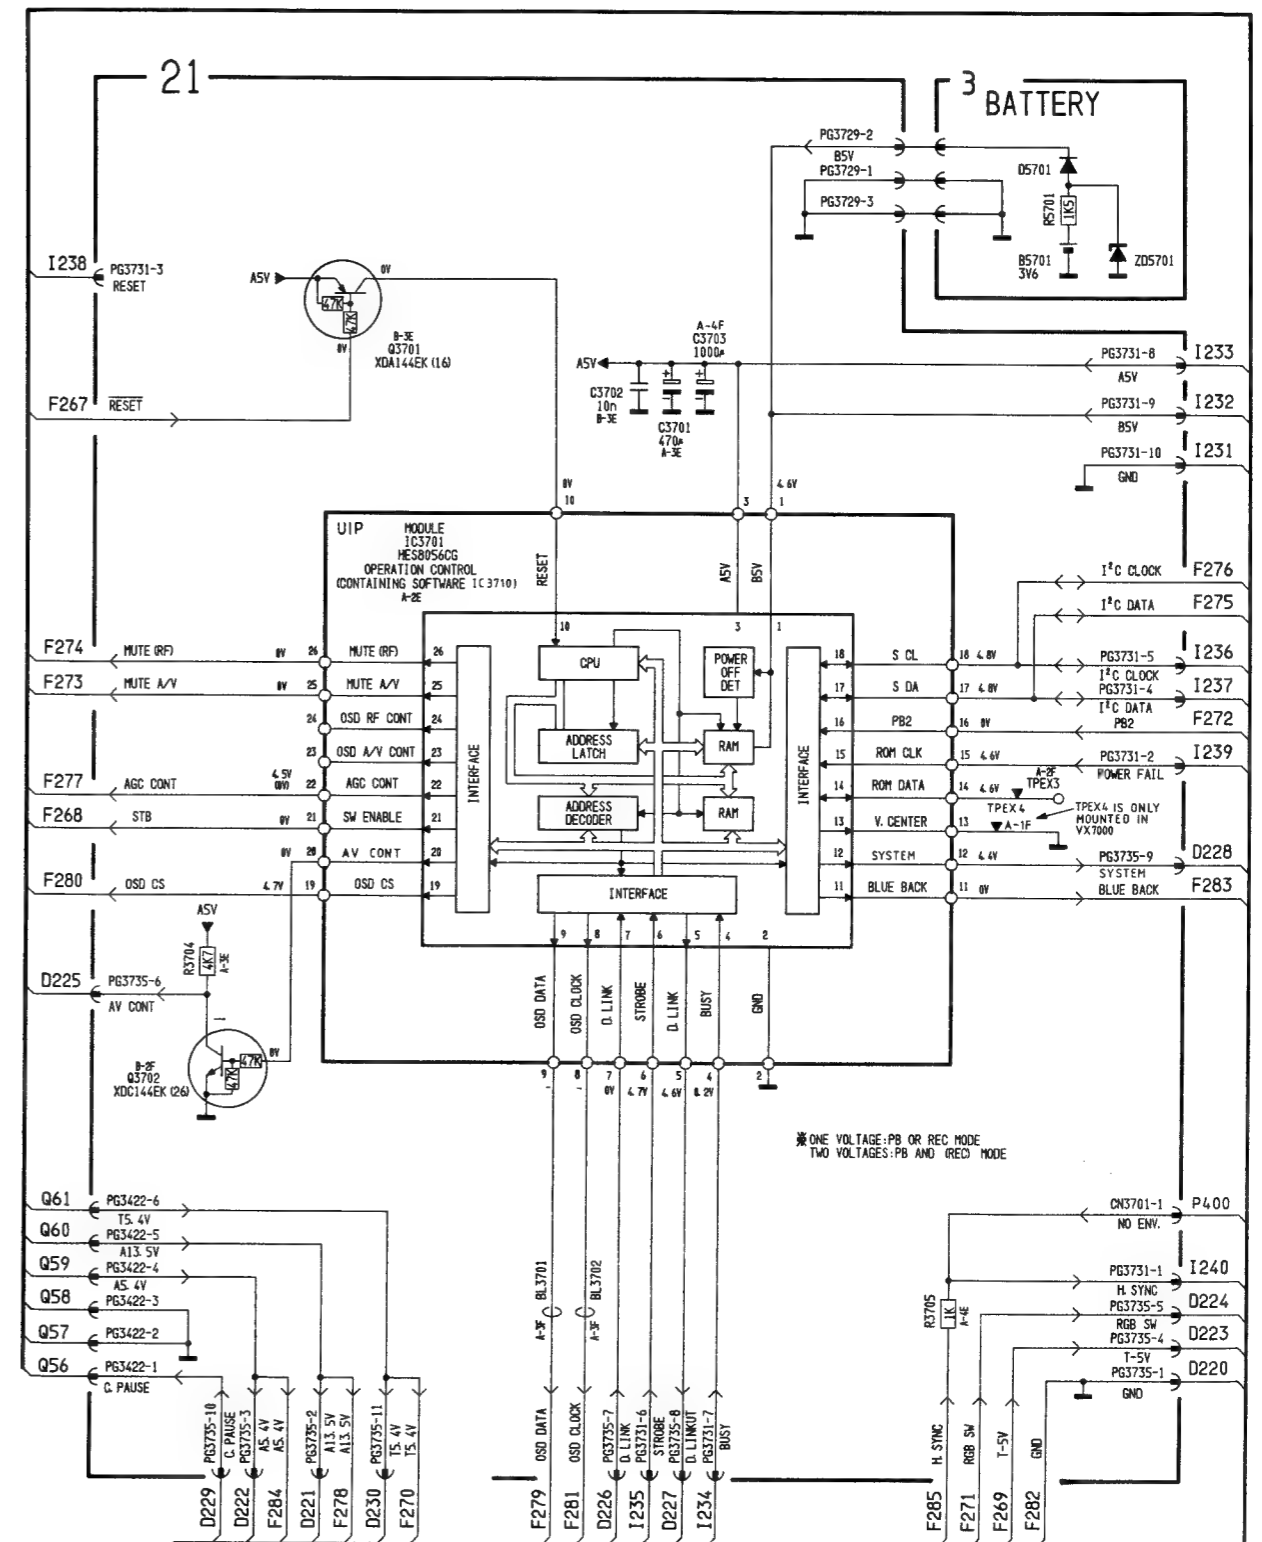 21
3
BATTERY
PG3729-2
B5V
PG3729-1
PG3729-3
D5701
R5701
1K5
B5701
3V6
ZD5701
I238
PG3731-3
RESET
A5V
0V
47K
47K
0V
B-3E
Q3701
XDA144EK (16)
F267
RESET
A-4F
C3703
1000µ
A5V
C3702
10n
B-3E
C3701
470µ
A-3E
PG3731-8
A5V
I233
PG3731-9
B5V
I232
PG3731-10
GND
I231
0V
10
3
4.6V
1
UIP
MODULE
IC3701
HES8056CG
OPERATION CONTROL
(CONTAINING SOFTWARE IC3710)
A-2E
RESET
A5V
B5V
I²C CLOCK
F276
I²C DATA
F275
10
3
1
CPU
POWER
OFF
DET
ADDRESS
LATCH
RAM
ADDRESS
DECODER
RAM
INTERFACE
INTERFACE
INTERFACE
F274
MUTE (RF)
0V
26
MUTE (RF)
26
F273
MUTE A/V
0V
25
MUTE A/V
25
24
OSD RF CONT
24
23
OSD A/V CONT
23
F277
AGC CONT
4.5V
(0V)
22
AGC CONT
22
F268
STB
0V
21
SW ENABLE
21
0V
20
AV CONT
20
F280
OSD CS
4.7V
19
OSD CS
19
18
S CL
18 4.8V
PG3731-5
I²C CLOCK
I236
17
S DA
17 4.8V
PG3731-4
I²C DATA
I237
16
PB2
16 0V
PB2
F272
15
ROM CLK
15 4.6V
PG3731-2
POWER FAIL
I239
14
ROM DATA
14 4.6V
A-2F
TPEX3
TPEX4
A-1F
TPEX4 IS ONLY
MOUNTED IN
VX7000
13
V. CENTER
13
12
SYSTEM
12 4.4V
PG3735-9
SYSTEM
D228
11
BLUE BACK
11 0V
BLUE BACK
F283
A5V
R3704
4K7
A-3E
D225
PG3735-6
AV CONT
47K
47K
0V
B-2F
Q3702
XDC144EK (26)
9
8
7
6
5
4
2
OSD DATA
OSD CLOCK
D. LINK
STROBE
D. LINK
BUSY
GND
9
8
7
6
5
4
2
0V
4.7V
4.6V
0.2V
※ ONE VOLTAGE:PB OR REC MODE
TWO VOLTAGES:PB AND (REC) MODE
Q61
PG3422-6
T5.4V
Q60
PG3422-5
A13.5V
Q59
PG3422-4
A5.4V
Q58
PG3422-3
Q57
PG3422-2
Q56
PG3422-1
C. PAUSE
BL3701
A-3F
BL3702
A-3F
CN3701-1
NO ENV.
P400
PG3731-1
H. SYNC
I240
R3705
1K
A-4E
PG3735-5
RGB SW
D224
PG3735-4
T-5V
D223
PG3735-1
GND
D220
PG3735-10
C. PAUSE
PG3735-3
A5.4V
A5.4V
PG3735-2
A13.5V
A13.5V
PG3735-11
T5.4V
T5.4V
OSD DATA
OSD CLOCK
PG3735-7
D. LINK
PG3731-6
STROBE
PG3735-8
D. LINKUT
PG3731-7
BUSY
H. SYNC
RGB SW
T-5V
GND
D229
D222
F284
D221
F278
D230
F270
F279
F281
D226
I235
D227
I234
F285
F271
F269
F282